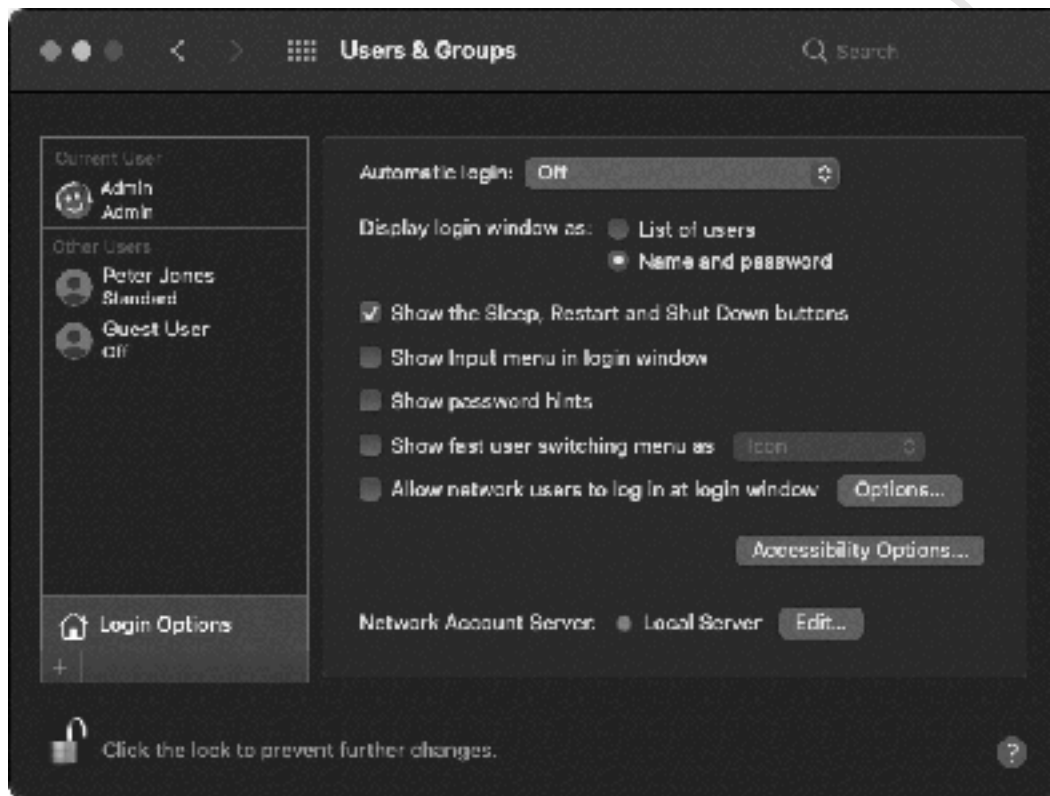 Users & Groups
Search
Current User
Admin
Admin
Other Users
Peter Jones
Standard
Guest User
Off
Login Options
+
Automatic login: Off
Display login window as: List of users
Name and password
Show the Sleep, Restart and Shut Down buttons
Show Input menu in login window
Show password hints
Show fast user switching menu as Icon
Allow network users to log in at login window Options...
Accessibility Options...
Network Account Server: Local Server Edit...
Click the lock to prevent further changes.
?